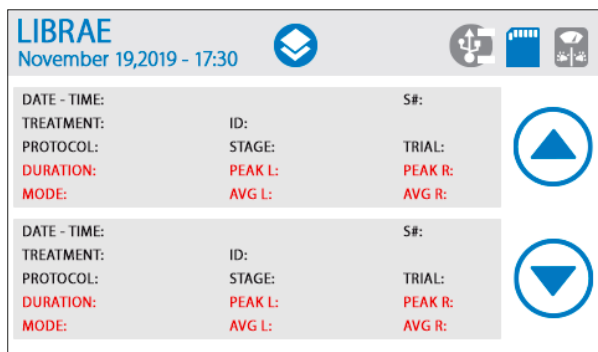 LIBRAE
November 19,2019 - 17:30
DATE - TIME: S#:
TREATMENT: ID:
PROTOCOL: STAGE: TRIAL:
DURATION: PEAK L: PEAK R:
MODE: AVG L: AVG R:
DATE - TIME: S#:
TREATMENT: ID:
PROTOCOL: STAGE: TRIAL:
DURATION: PEAK L: PEAK R:
MODE: AVG L: AVG R: